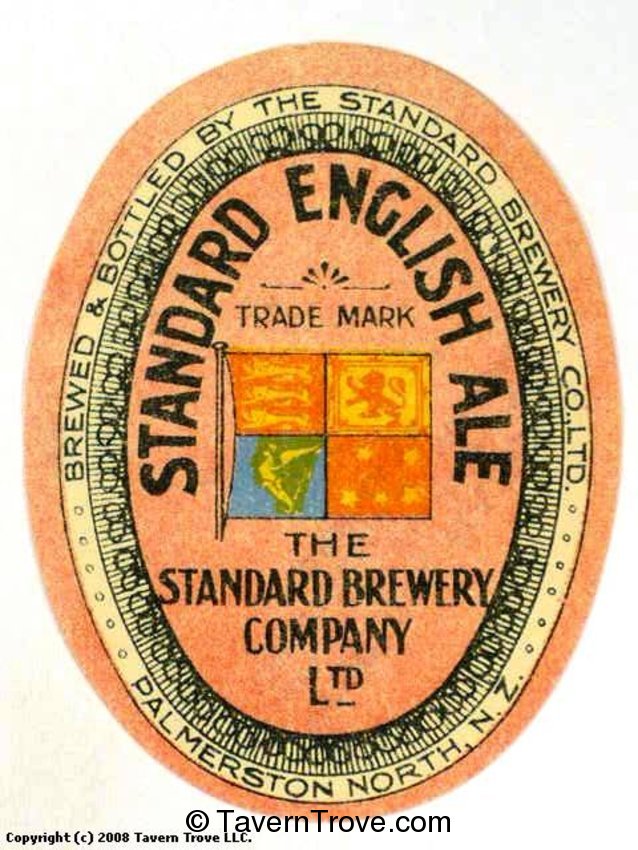 BREWED & BOTTLED BY THE STANDARD BREWERY CO., LTD.
STANDARD ENGLISH ALE
TRADE MARK
THE
STANDARD BREWERY
COMPANY
LTD
PALMERSTON NORTH, N.Z.
© TavernTrove.com
Copyright (c) 2008 Tavern Trove LLC.